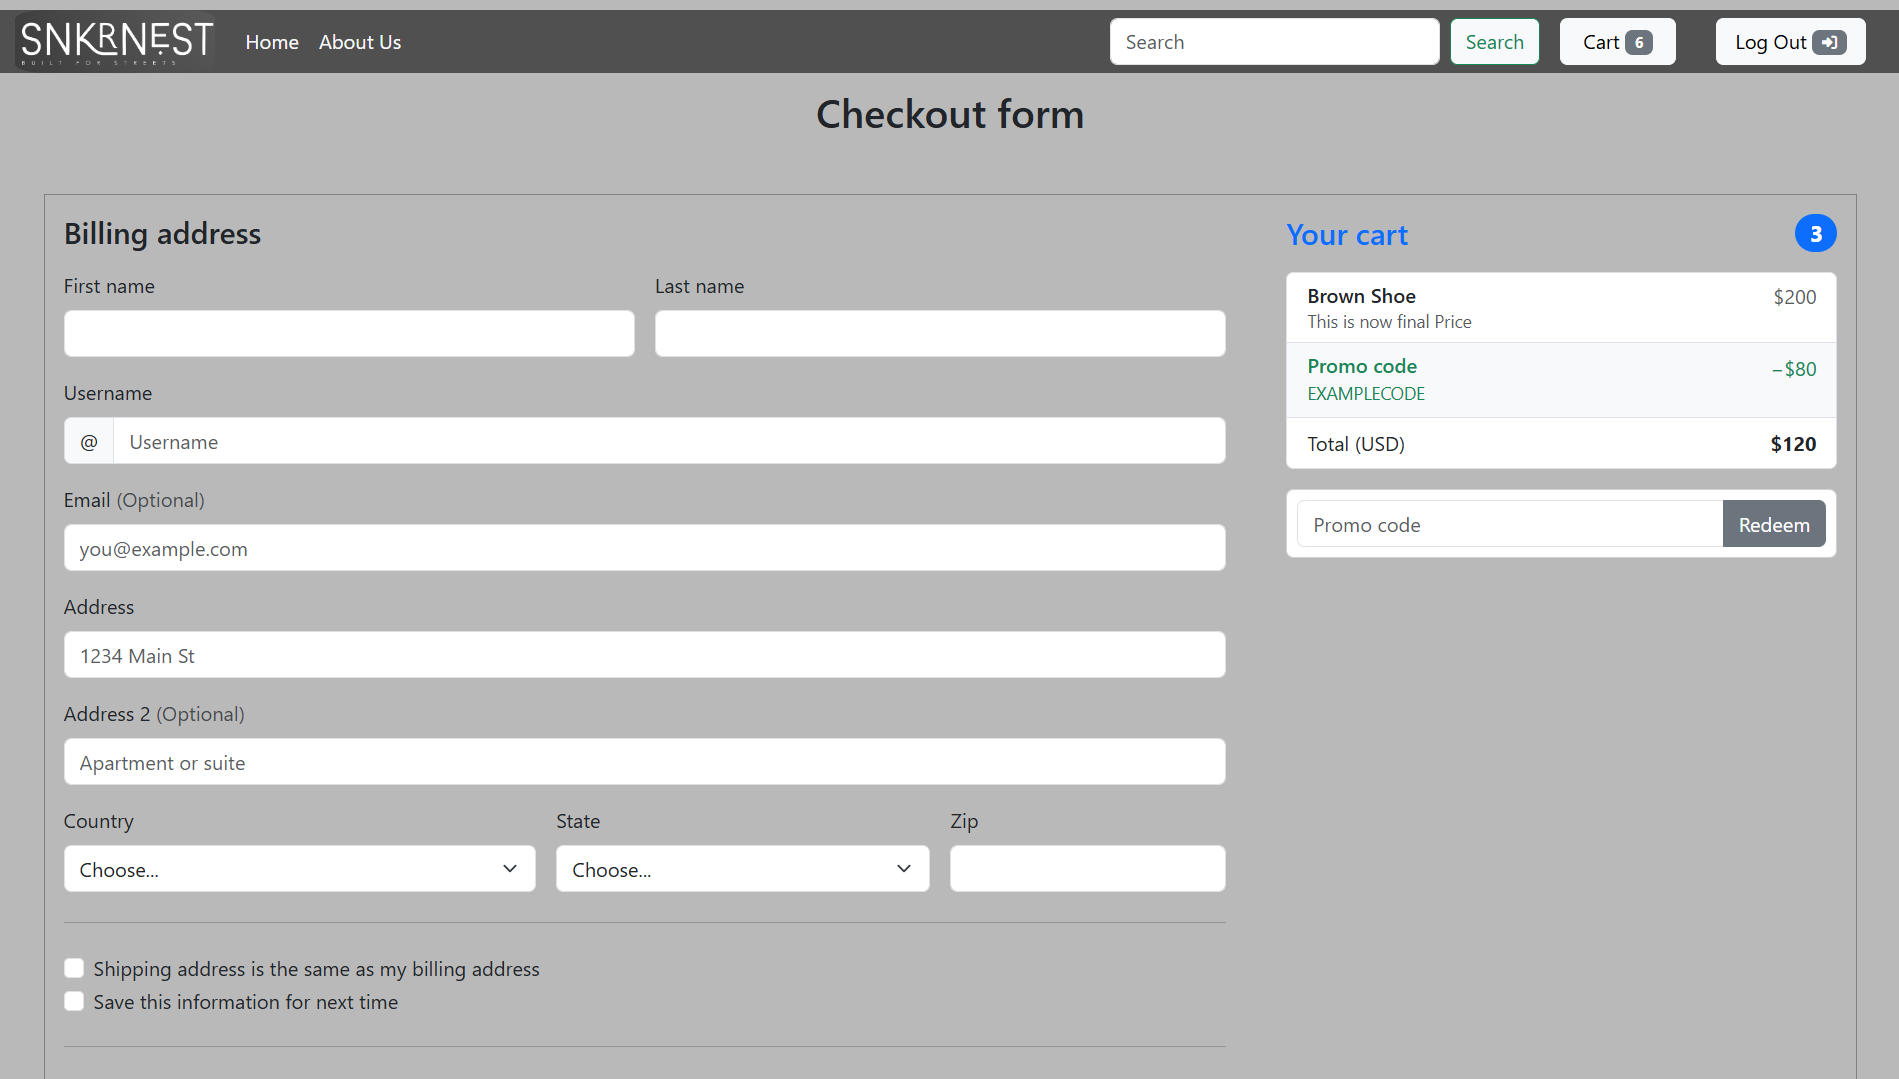 SNKRNEST
BUILT FOR STREETS
Home About Us
Search
Search
Cart 6
Log Out
Checkout form
Billing address
First name
Last name
Username
@ Username
Email (Optional)
you@example.com
Address
1234 Main St
Address 2 (Optional)
Apartment or suite
Country
State
Zip
Choose...
Choose...
Shipping address is the same as my billing address
Save this information for next time
Your cart
3
Brown Shoe
$200
This is now final Price
Promo code
−$80
EXAMPLECODE
Total (USD)
$120
Promo code
Redeem